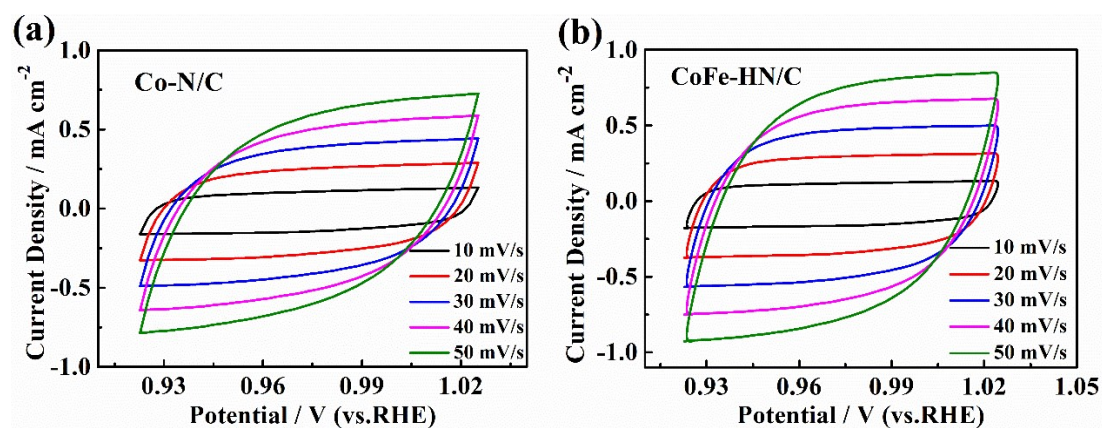 (a)
Co-N/C
Current Density / mA cm⁻²
1.0
0.5
0.0
-0.5
-1.0
10 mV/s
20 mV/s
30 mV/s
40 mV/s
50 mV/s
0.93
0.96
0.99
1.02
Potential / V (vs.RHE)
(b)
CoFe-HN/C
Current Density / mA cm⁻²
1.0
0.5
0.0
-0.5
-1.0
10 mV/s
20 mV/s
30 mV/s
40 mV/s
50 mV/s
0.93
0.96
0.99
1.02
1.05
Potential / V (vs.RHE)